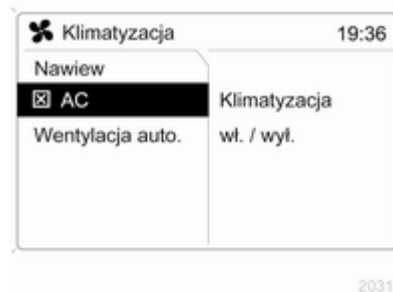 Klimatyzacja 19:36
Nawiew
AC Klimatyzacja
Wentylacja auto. wł. / wył.
2031